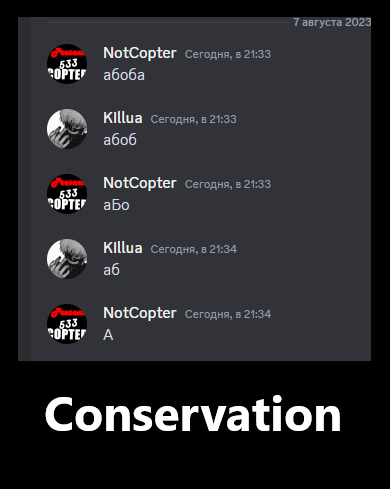 7 августа 2023
NotCopter Сегодня, в 21:33
абоба
KIllua Сегодня, в 21:33
абоб
NotCopter Сегодня, в 21:33
аБо
KIllua Сегодня, в 21:34
аб
NotCopter Сегодня, в 21:34
А
Conservation